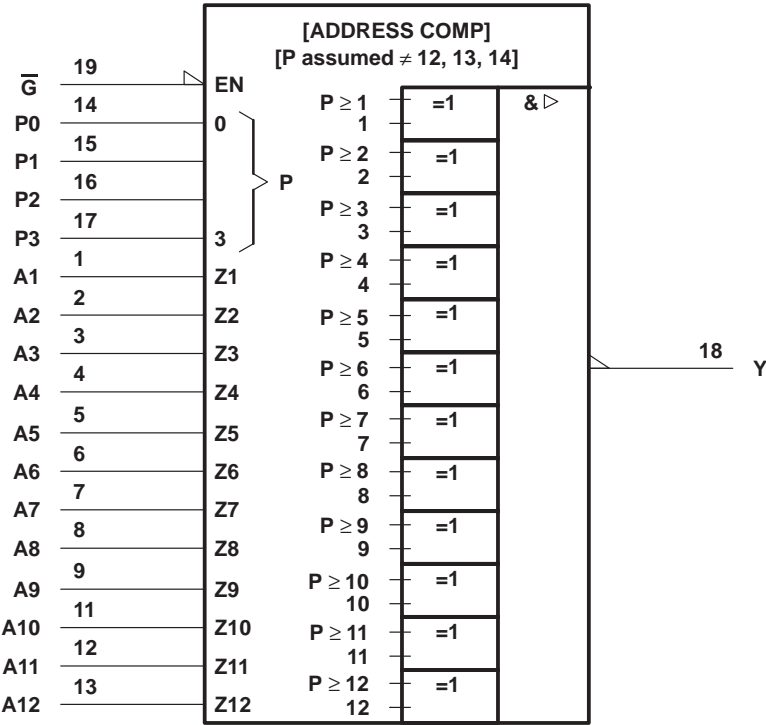 [ADDRESS COMP]
[P assumed ≠ 12, 13, 14]
G̅ 19 EN
P0 14 0
P1 15
P2 16
P3 17 3
P
A1 1 Z1
A2 2 Z2
A3 3 Z3
A4 4 Z4
A5 5 Z5
A6 6 Z6
A7 7 Z7
A8 8 Z8
A9 9 Z9
A10 11 Z10
A11 12 Z11
A12 13 Z12
P ≥ 1 =1
1
P ≥ 2 =1
2
P ≥ 3 =1
3
P ≥ 4 =1
4
P ≥ 5 =1
5
P ≥ 6 =1
6
P ≥ 7 =1
7
P ≥ 8 =1
8
P ≥ 9 =1
9
P ≥ 10 =1
10
P ≥ 11 =1
11
P ≥ 12 =1
12
& ▷
18 Y